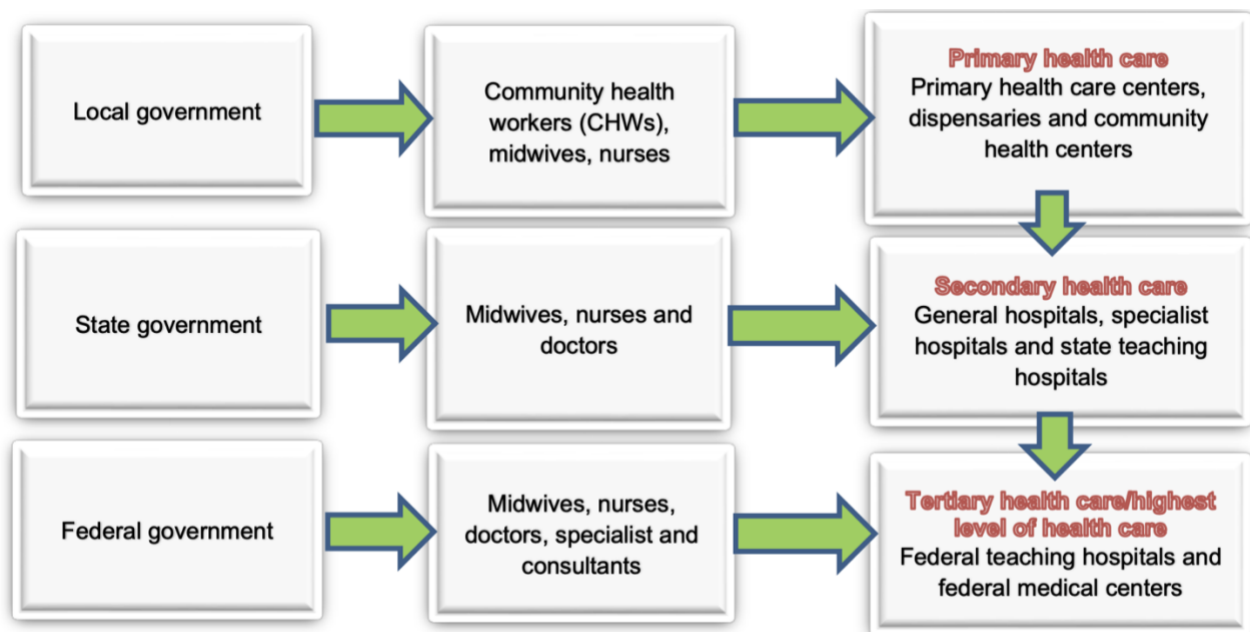 Local government
Community health
workers (CHWs),
midwives, nurses
Primary health care
Primary health care centers,
dispensaries and community
health centers
State government
Midwives, nurses and
doctors
Secondary health care
General hospitals, specialist
hospitals and state teaching
hospitals
Federal government
Midwives, nurses,
doctors, specialist and
consultants
Tertiary health care/highest
level of health care
Federal teaching hospitals and
federal medical centers